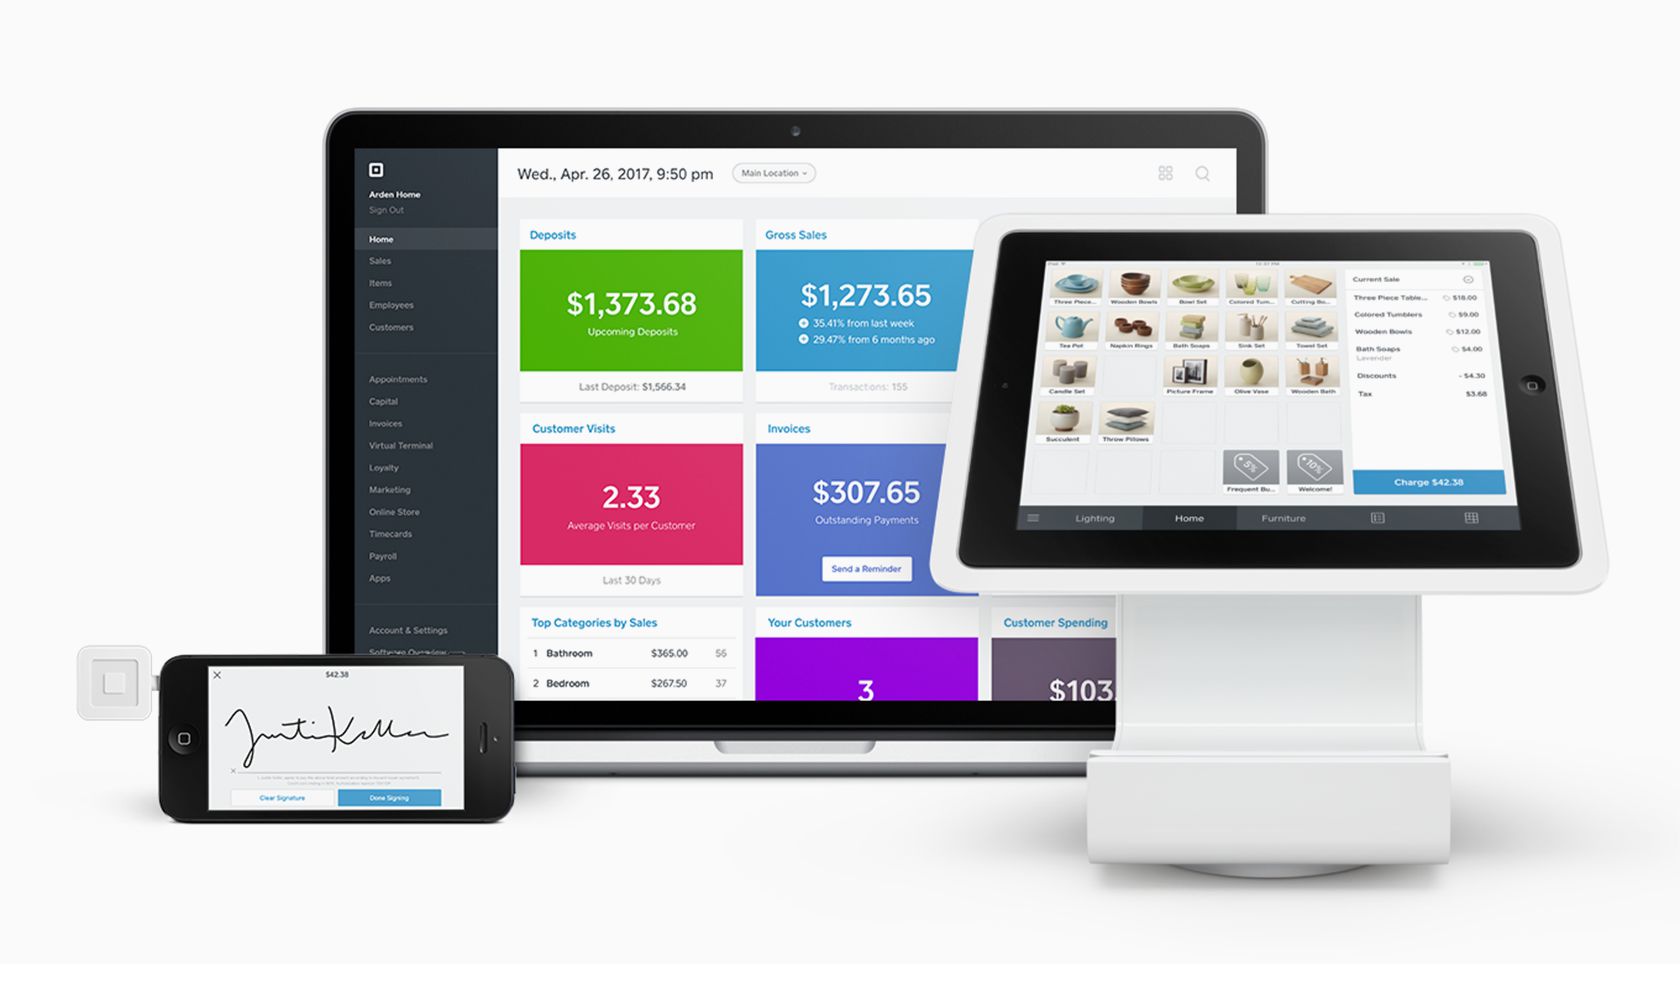 Arden Home
Sign Out
Home
Sales
Items
Employees
Customers
Appointments
Capital
Invoices
Virtual Terminal
Loyalty
Marketing
Online Store
Timecards
Payroll
Apps
Account & Settings
Software Overview
Wed., Apr. 26, 2017, 9:50 pm
Main Location
Deposits
$1,373.68
Upcoming Deposits
Last Deposit: $1,566.34
Gross Sales
$1,273.65
35.41% from last week
29.47% from 6 months ago
Transactions: 155
Customer Visits
2.33
Average Visits per Customer
Last 30 Days
Invoices
$307.65
Outstanding Payments
Send a Reminder
Top Categories by Sales
1 Bathroom $365.00 56
2 Bedroom $267.50 37
Your Customers
3
Customer Spending
$103.
$42.38
Clear Signature
Done Signing
iPad
12:37 PM
Three Piece... Wooden Bowls Bowl Set Colored Tum... Cutting Bo...
Tea Pot Napkin Rings Bath Soaps Sink Set Towel Set
Candle Set Picture Frame Olive Vase Wooden Bath
Succulent Throw Pillows
5% 10%
Frequent Bu... Welcome!
Current Sale
Three Piece Table... $18.00
Colored Tumblers $9.00
Wooden Bowls $12.00
Bath Soaps $4.00
Lavender
Discounts - $4.30
Tax $3.68
Charge $42.38
Lighting Home Furniture